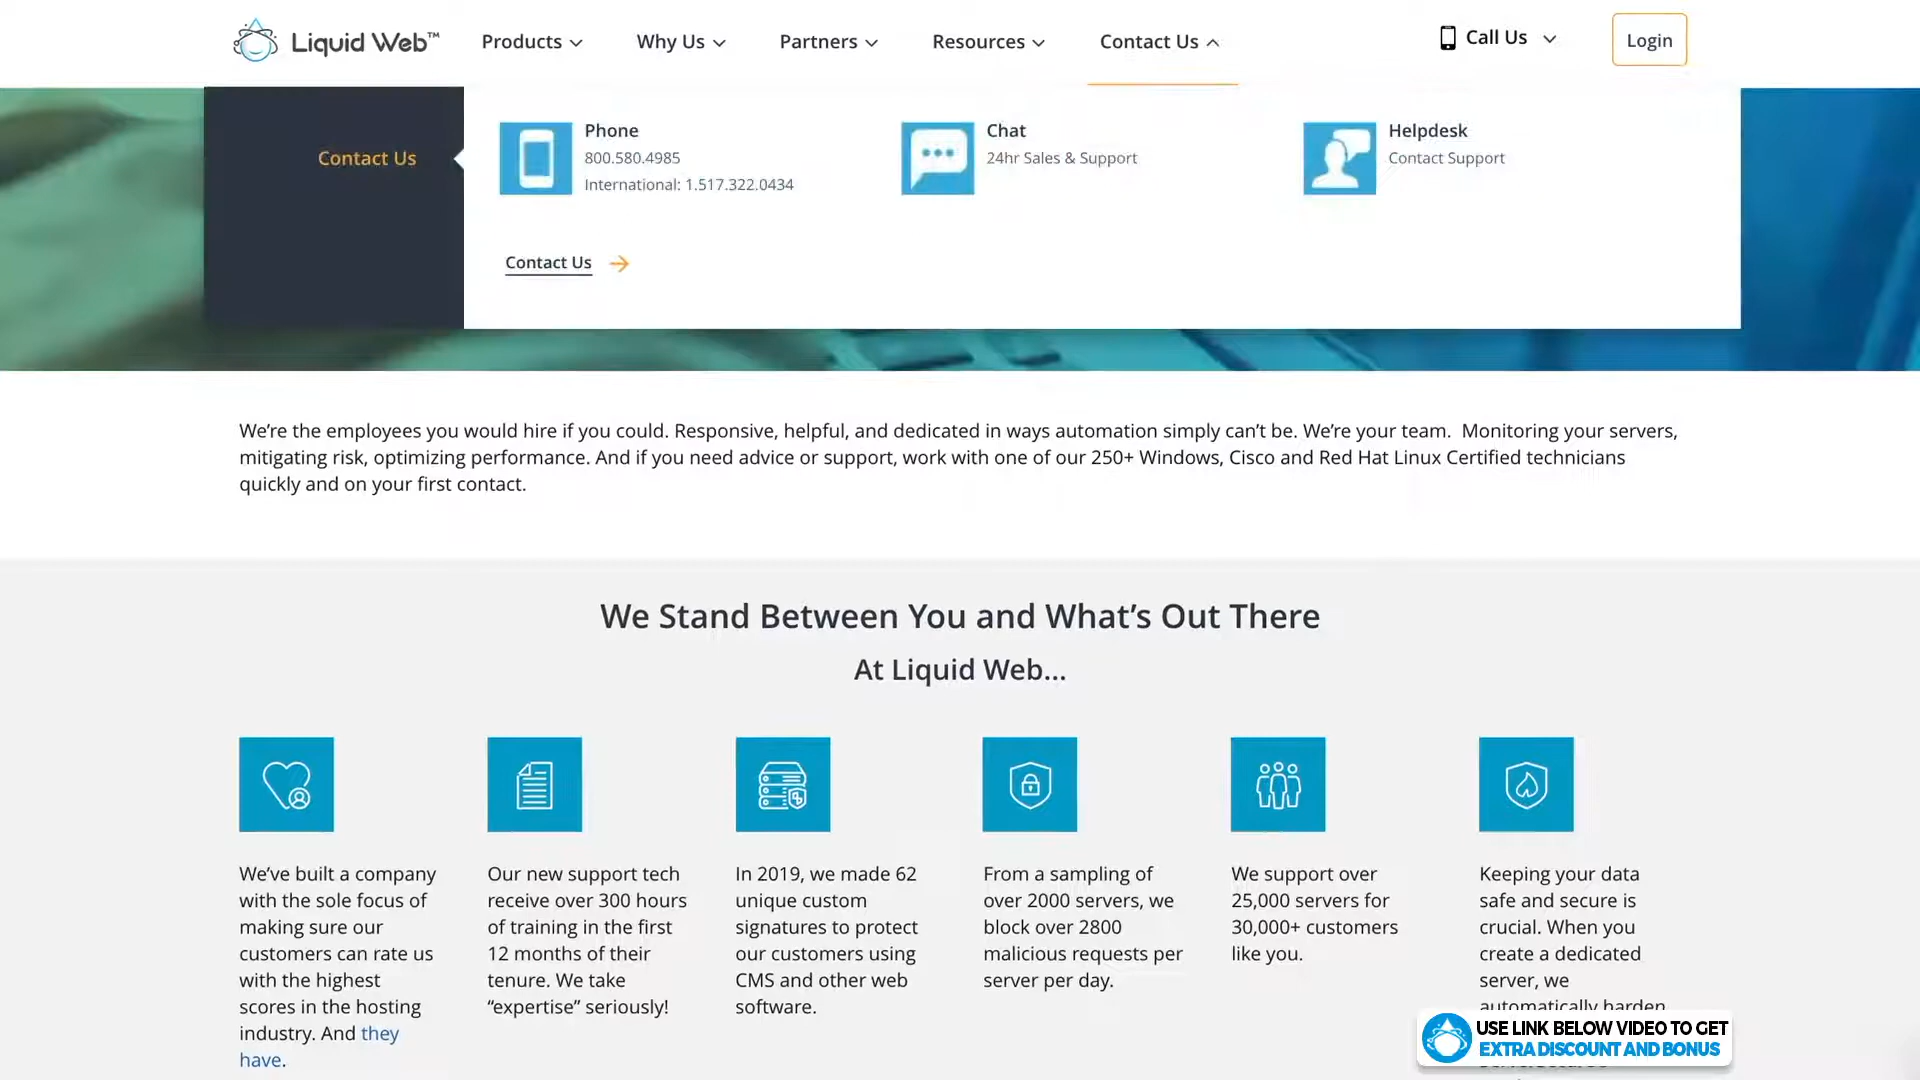 Liquid Web™ Products Why Us Partners Resources Contact Us Call Us Login
Contact Us
Phone
800.580.4985
International: 1.517.322.0434
Chat
24hr Sales & Support
Helpdesk
Contact Support
Contact Us
We’re the employees you would hire if you could. Responsive, helpful, and dedicated in ways automation simply can’t be. We’re your team. Monitoring your servers,
mitigating risk, optimizing performance. And if you need advice or support, work with one of our 250+ Windows, Cisco and Red Hat Linux Certified technicians
quickly and on your first contact.
We Stand Between You and What’s Out There
At Liquid Web...
We’ve built a company
with the sole focus of
making sure our
customers can rate us
with the highest
scores in the hosting
industry. And they
have.
Our new support tech
receive over 300 hours
of training in the first
12 months of their
tenure. We take
“expertise” seriously!
In 2019, we made 62
unique custom
signatures to protect
our customers using
CMS and other web
software.
From a sampling of
over 2000 servers, we
block over 2800
malicious requests per
server per day.
We support over
25,000 servers for
30,000+ customers
like you.
Keeping your data
safe and secure is
crucial. When you
create a dedicated
server, we
automatically harden
USE LINK BELOW VIDEO TO GET
EXTRA DISCOUNT AND BONUS